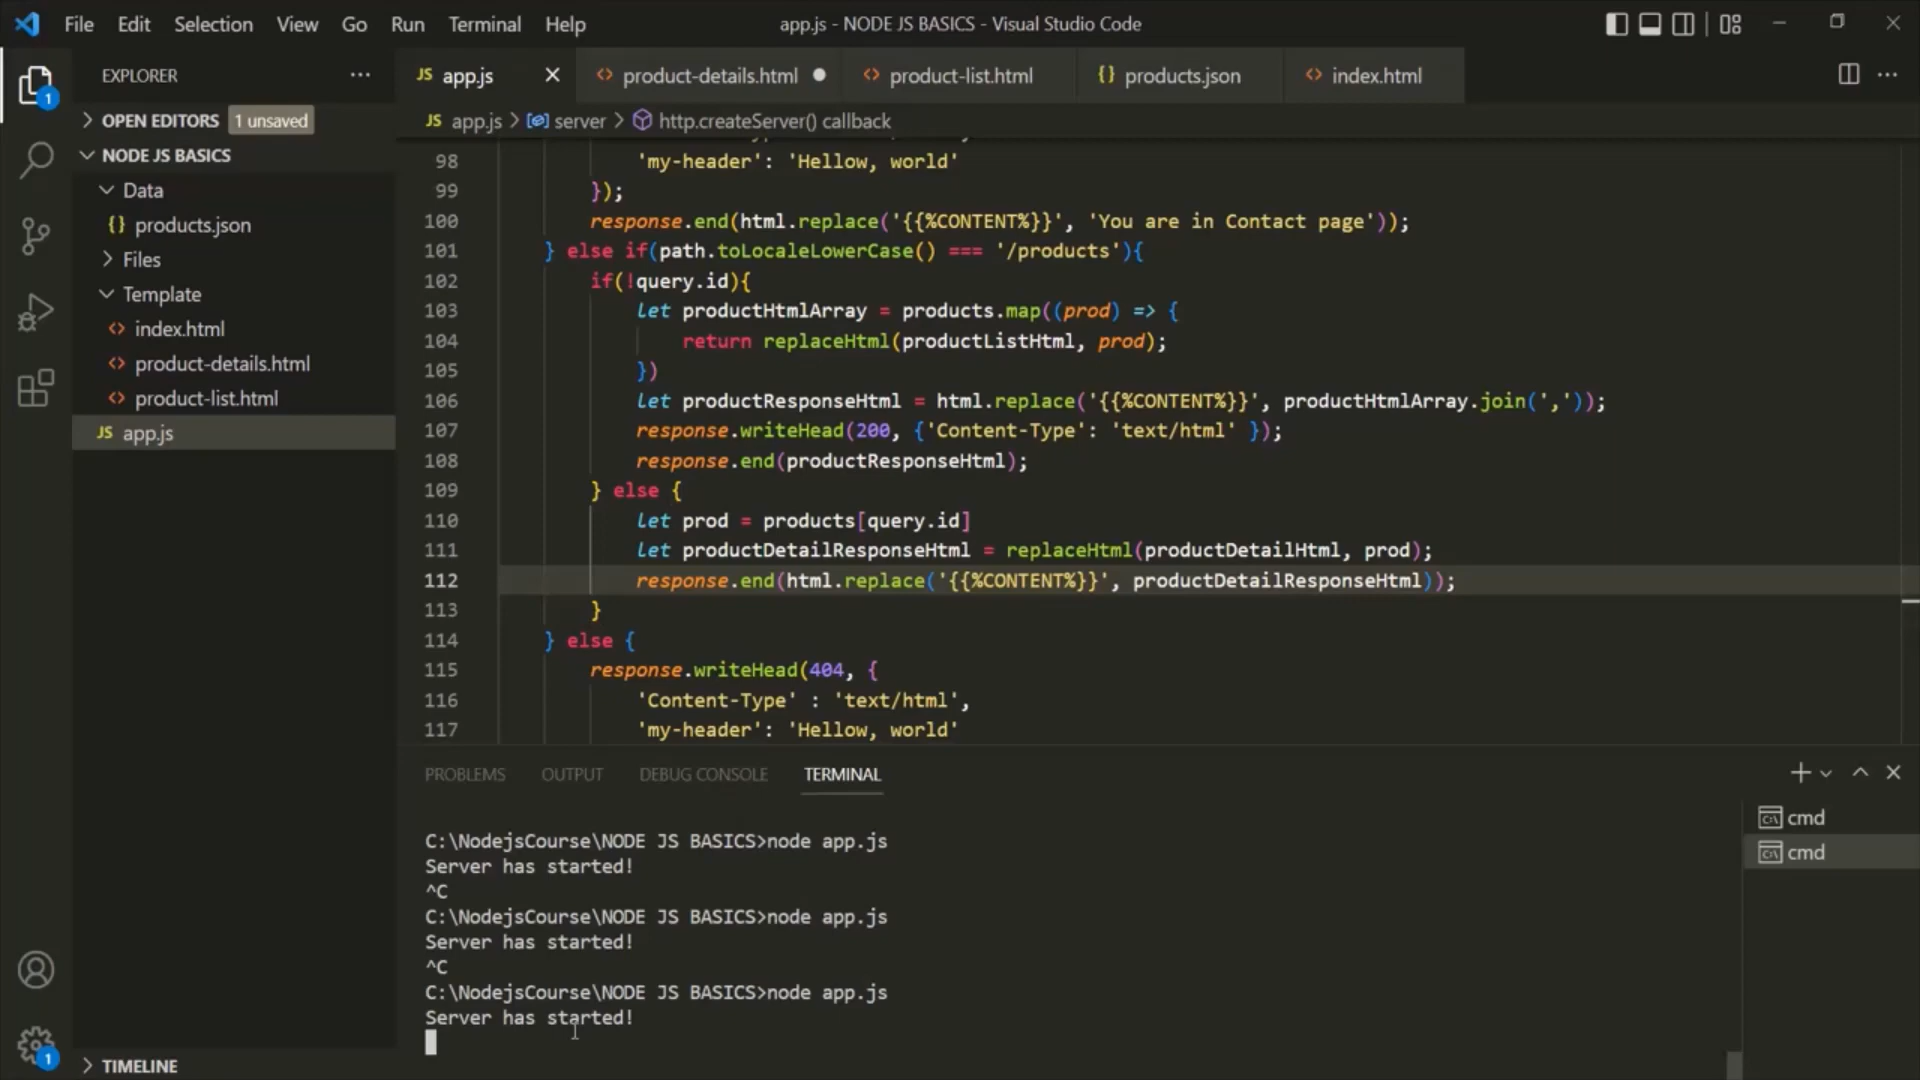 File Edit Selection View Go Run Terminal Help app.js - NODE JS BASICS - Visual Studio Code
EXPLORER
OPEN EDITORS 1 unsaved
NODE JS BASICS
Data
{} products.json
Files
Template
<> index.html
<> product-details.html
<> product-list.html
JS app.js
TIMELINE
1
1
JS app.js <> product-details.html <> product-list.html {} products.json <> index.html
JS app.js > server > http.createServer() callback
98 'my-header': 'Hellow, world'
99 });
100 response.end(html.replace('{{%CONTENT%}}', 'You are in Contact page'));
101 } else if(path.toLocaleLowerCase() === '/products'){
102 if(!query.id){
103 let productHtmlArray = products.map((prod) => {
104 return replaceHtml(productListHtml, prod);
105 })
106 let productResponseHtml = html.replace('{{%CONTENT%}}', productHtmlArray.join(','));
107 response.writeHead(200, {'Content-Type': 'text/html' });
108 response.end(productResponseHtml);
109 } else {
110 let prod = products[query.id]
111 let productDetailResponseHtml = replaceHtml(productDetailHtml, prod);
112 response.end(html.replace('{{%CONTENT%}}', productDetailResponseHtml));
113 }
114 } else {
115 response.writeHead(404, {
116 'Content-Type' : 'text/html',
117 'my-header': 'Hellow, world'
PROBLEMS OUTPUT DEBUG CONSOLE TERMINAL
C:\NodejsCourse\NODE JS BASICS>node app.js
Server has started!
^C
C:\NodejsCourse\NODE JS BASICS>node app.js
Server has started!
^C
C:\NodejsCourse\NODE JS BASICS>node app.js
Server has started!
cmd
cmd